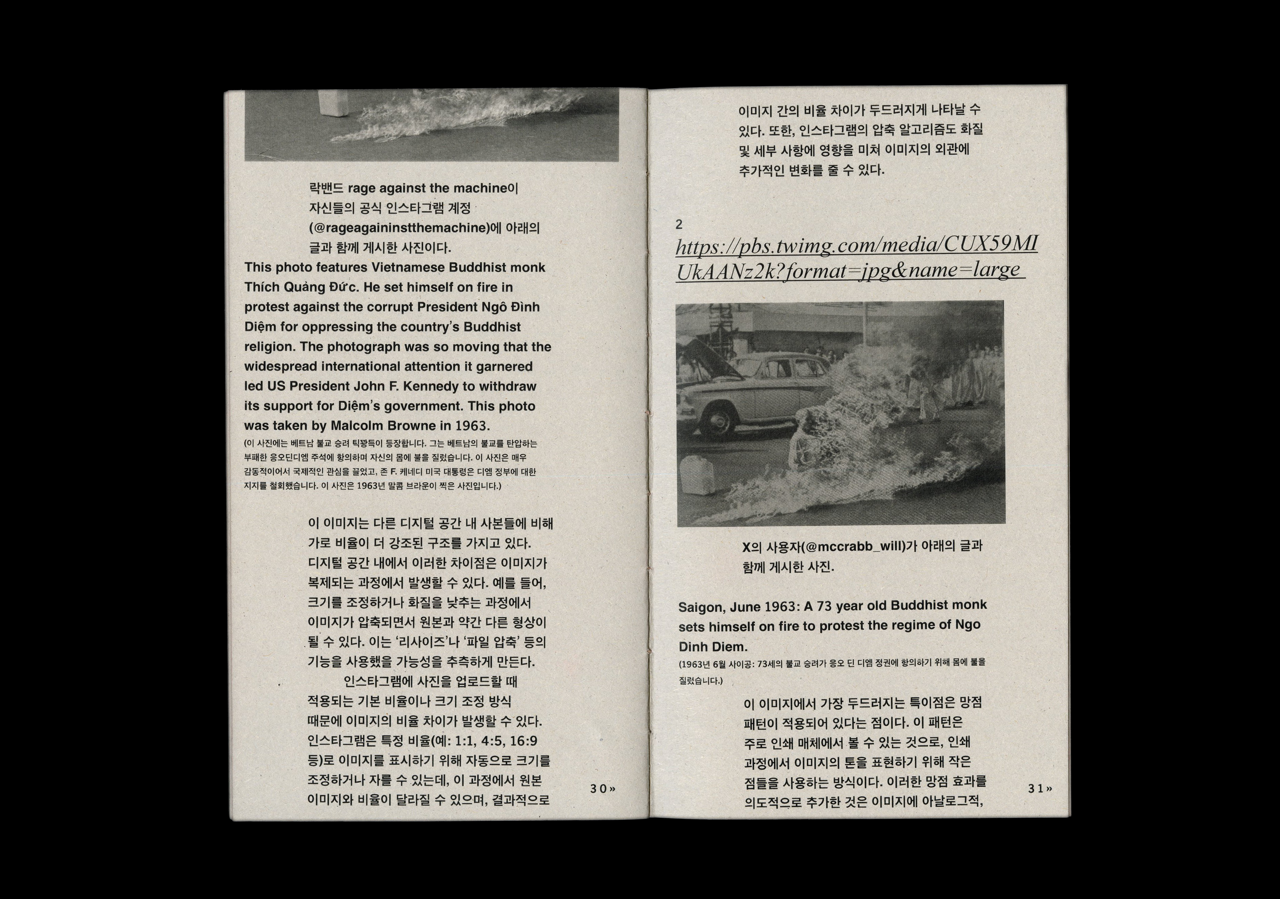 락밴드 rage against the machine이
자신들의 공식 인스타그램 계정
(@rageagaininstthemachine)에 아래의
글과 함께 게시한 사진이다.
This photo features Vietnamese Buddhist monk
Thích Quảng Đức. He set himself on fire in
protest against the corrupt President Ngô Đình
Diệm for oppressing the country's Buddhist
religion. The photograph was so moving that the
widespread international attention it garnered
led US President John F. Kennedy to withdraw
its support for Diệm's government. This photo
was taken by Malcolm Browne in 1963.
(이 사진에는 베트남 불교 승려 틱꽝득이 등장합니다. 그는 베트남의 불교를 탄압하는
부패한 응오딘디엠 주석에 항의하며 자신의 몸에 불을 질렀습니다. 이 사진은 매우
감동적이어서 국제적인 관심을 끌었고, 존 F. 케네디 미국 대통령은 디엠 정부에 대한
지지를 철회했습니다. 이 사진은 1963년 말콤 브라운이 찍은 사진입니다.)
이 이미지는 다른 디지털 공간 내 사본들에 비해
가로 비율이 더 강조된 구조를 가지고 있다.
디지털 공간 내에서 이러한 차이점은 이미지가
복제되는 과정에서 발생할 수 있다. 예를 들어,
크기를 조정하거나 화질을 낮추는 과정에서
이미지가 압축되면서 원본과 약간 다른 형상이
될 수 있다. 이는 '리사이즈'나 '파일 압축' 등의
기능을 사용했을 가능성을 추측하게 만든다.
인스타그램에 사진을 업로드할 때
적용되는 기본 비율이나 크기 조정 방식
때문에 이미지의 비율 차이가 발생할 수 있다.
인스타그램은 특정 비율(예: 1:1, 4:5, 16:9
등)로 이미지를 표시하기 위해 자동으로 크기를
조정하거나 자를 수 있는데, 이 과정에서 원본
이미지와 비율이 달라질 수 있으며, 결과적으로
30»
이미지 간의 비율 차이가 두드러지게 나타날 수
있다. 또한, 인스타그램의 압축 알고리즘도 화질
및 세부 사항에 영향을 미쳐 이미지의 외관에
추가적인 변화를 줄 수 있다.
2
https://pbs.twimg.com/media/CUX59MI
UkAANz2k?format=jpg&name=large
X의 사용자(@mccrabb_will)가 아래의 글과
함께 게시한 사진.
Saigon, June 1963: A 73 year old Buddhist monk
sets himself on fire to protest the regime of Ngo
Dinh Diem.
(1963년 6월 사이공: 73세의 불교 승려가 응오 딘 디엠 정권에 항의하기 위해 몸에 불을
질렀습니다.)
이 이미지에서 가장 두드러지는 특이점은 망점
패턴이 적용되어 있다는 점이다. 이 패턴은
주로 인쇄 매체에서 볼 수 있는 것으로, 인쇄
과정에서 이미지의 톤을 표현하기 위해 작은
점들을 사용하는 방식이다. 이러한 망점 효과를
의도적으로 추가한 것은 이미지에 아날로그적,
31»